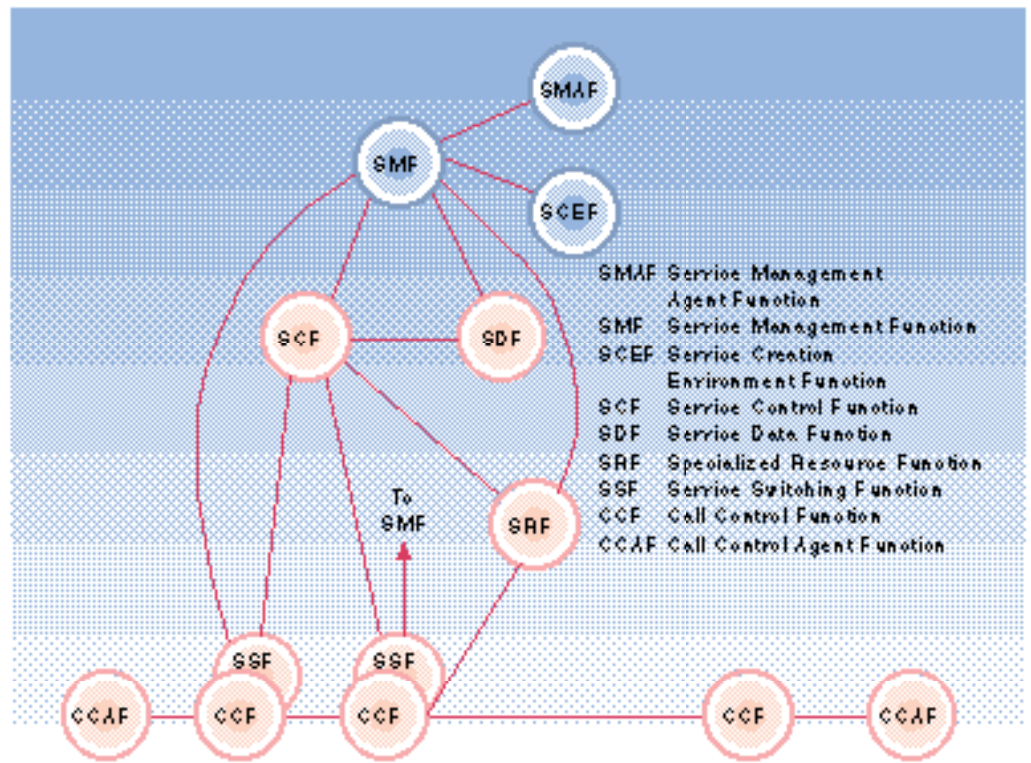 SMAF
SMF
SCEF
SMAF Service Management
Agent Function
SMF Service Management Function
SCEF Service Creation
Environment Function
SCF Service Control Function
SDF Service Data Function
SRF Specialized Resource Function
SSF Service Switching Function
CCF Call Control Function
CCAF Call Control Agent Function
SCF
SDF
To
SMF
SRF
SSF
SSF
CCAF
CCF
CCF
CCF
CCAF